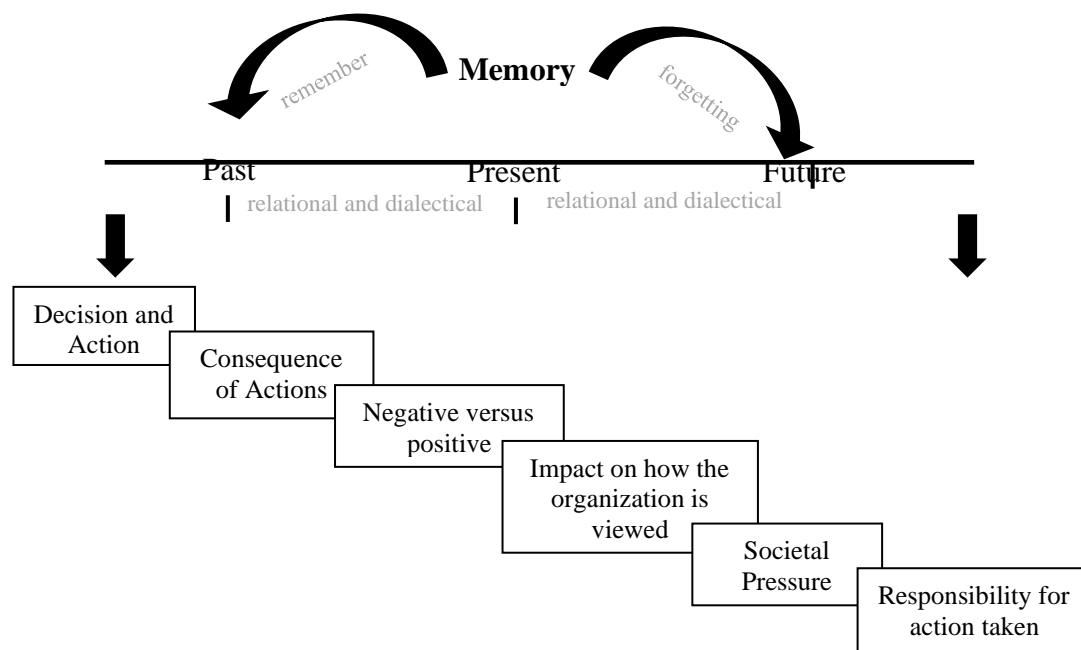 Memory
remember
forgetting
Past
Present
Future
relational and dialectical
relational and dialectical
Decision and
Action
Consequence
of Actions
Negative versus
positive
Impact on how the
organization is
viewed
Societal
Pressure
Responsibility for
action taken